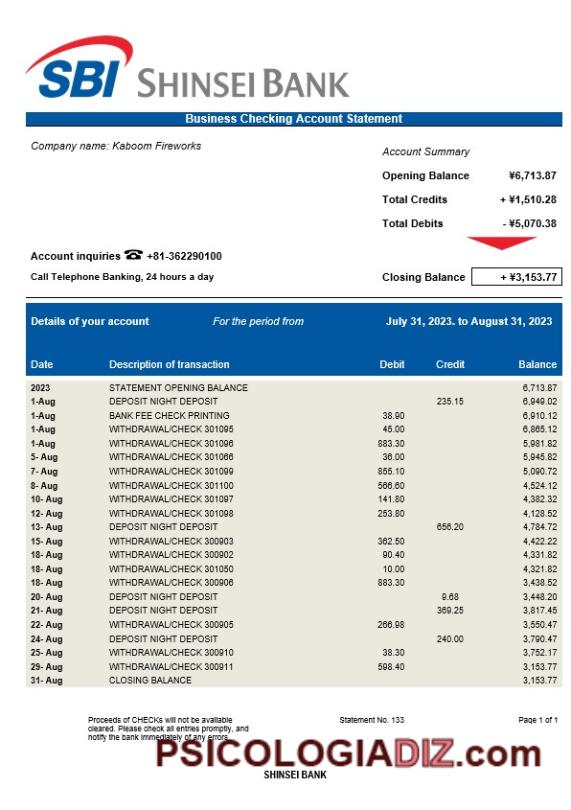 SBI SHINSEI BANK
Business Checking Account Statement
Company name: Kaboom Fireworks
Account Summary
Opening Balance ¥6,713.87
Total Credits + ¥1,510.28
Total Debits - ¥5,070.38
Account inquiries ☎ +81-362290100
Call Telephone Banking, 24 hours a day
Closing Balance + ¥3,153.77
Details of your account For the period from July 31, 2023. to August 31, 2023
Date Description of transaction Debit Credit Balance
2023 STATEMENT OPENING BALANCE 6,713.87
1-Aug DEPOSIT NIGHT DEPOSIT 235.15 6,949.02
1-Aug BANK FEE CHECK PRINTING 38.90 6,910.12
1-Aug WITHDRAWAL/CHECK 301095 45.00 6,865.12
1-Aug WITHDRAWAL/CHECK 301096 883.30 5,981.82
5- Aug WITHDRAWAL/CHECK 301066 36.00 5,945.82
7- Aug WITHDRAWAL/CHECK 301099 855.10 5,090.72
8- Aug WITHDRAWAL/CHECK 301100 566.60 4,524.12
10- Aug WITHDRAWAL/CHECK 301097 141.80 4,382.32
12- Aug WITHDRAWAL/CHECK 301098 253.80 4,128.52
13- Aug DEPOSIT NIGHT DEPOSIT 656.20 4,784.72
15- Aug WITHDRAWAL/CHECK 300903 362.50 4,422.22
18- Aug WITHDRAWAL/CHECK 300902 90.40 4,331.82
18- Aug WITHDRAWAL/CHECK 301050 10.00 4,321.82
18- Aug WITHDRAWAL/CHECK 300906 883.30 3,438.52
20- Aug DEPOSIT NIGHT DEPOSIT 9.68 3,448.20
21- Aug DEPOSIT NIGHT DEPOSIT 369.25 3,817.45
22- Aug WITHDRAWAL/CHECK 300905 266.98 3,550.47
24- Aug DEPOSIT NIGHT DEPOSIT 240.00 3,790.47
25- Aug WITHDRAWAL/CHECK 300910 38.30 3,752.17
29- Aug WITHDRAWAL/CHECK 300911 598.40 3,153.77
31- Aug CLOSING BALANCE 3,153.77
Proceeds of CHECKs will not be available Statement No. 133 Page 1 of 1
cleared. Please check all entries promptly, and
notify the bank immediately of any errors.
PSICOLOGIADIZ.com
SHINSEI BANK